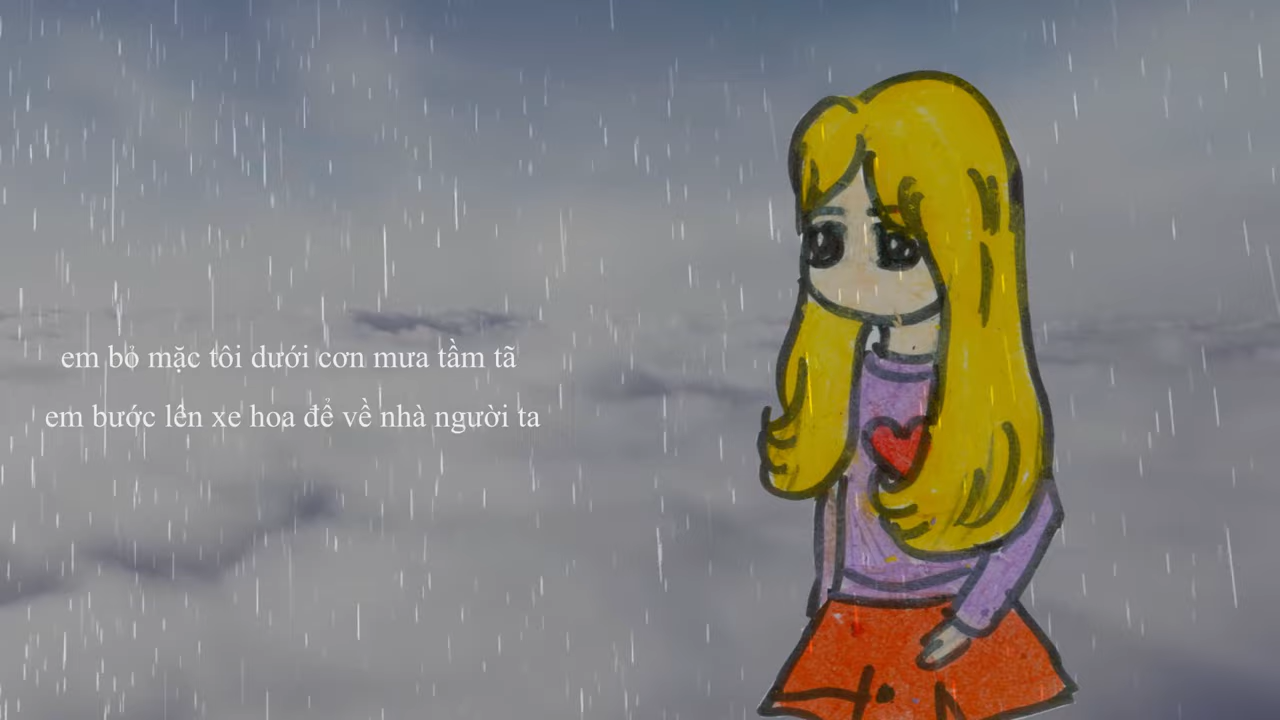 em bỏ mặc tôi dưới cơn mưa tầm tã
em bước lên xe hoa để về nhà người ta